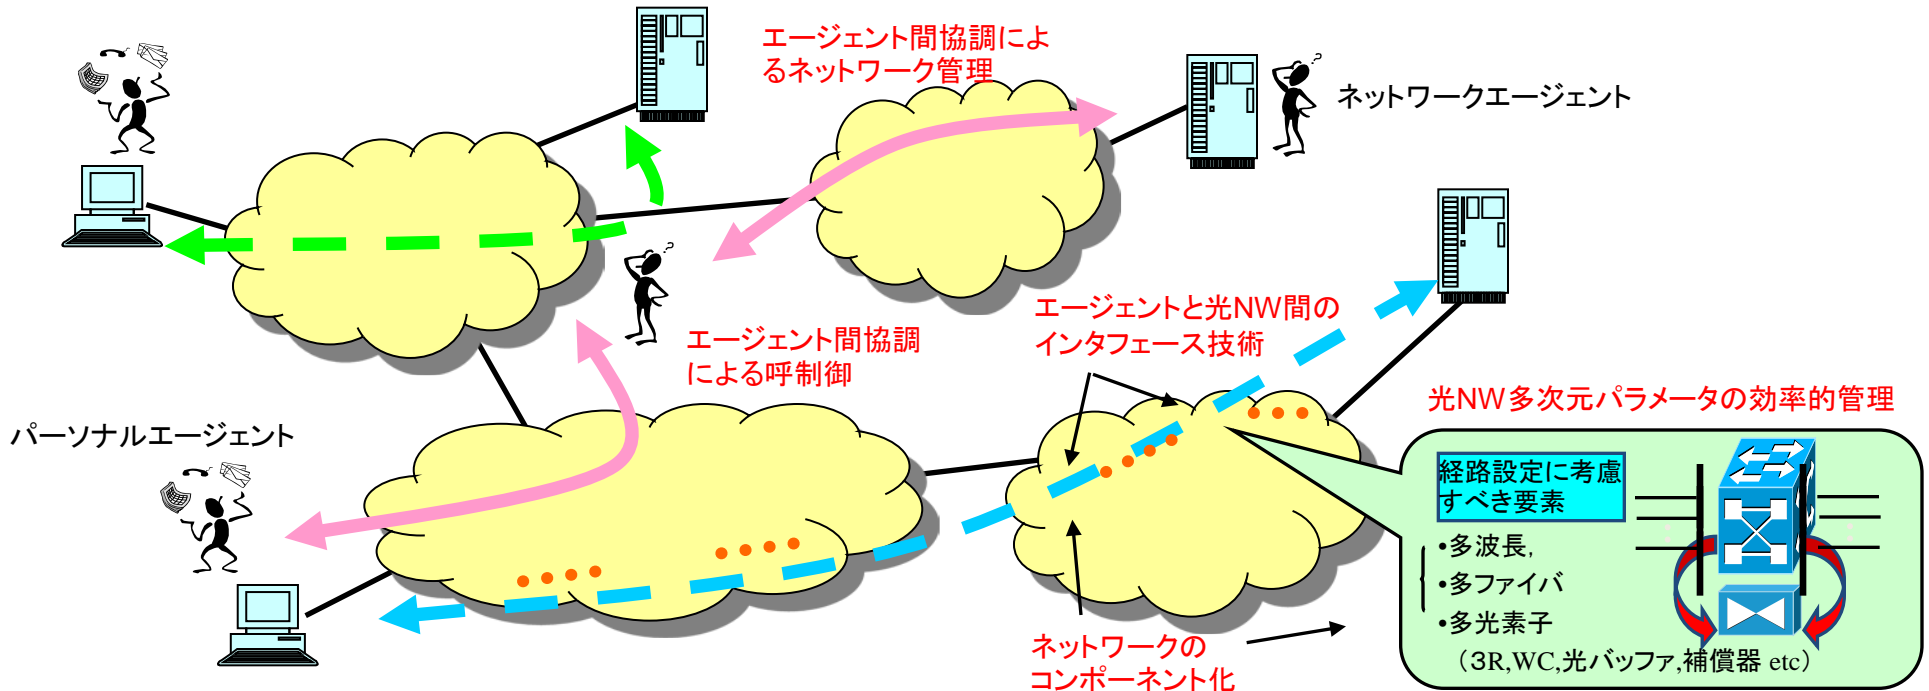 エージェント間協調によ
るネットワーク管理
ネットワークエージェント
エージェントと光NW間の
インタフェース技術
エージェント間協調
による呼制御
パーソナルエージェント
光NW多次元パラメータの効率的管理
経路設定に考慮
すべき要素
•多波長,
•多ファイバ
•多光素子
（3R,WC,光バッファ,補償器 etc）
ネットワークの
コンポーネント化